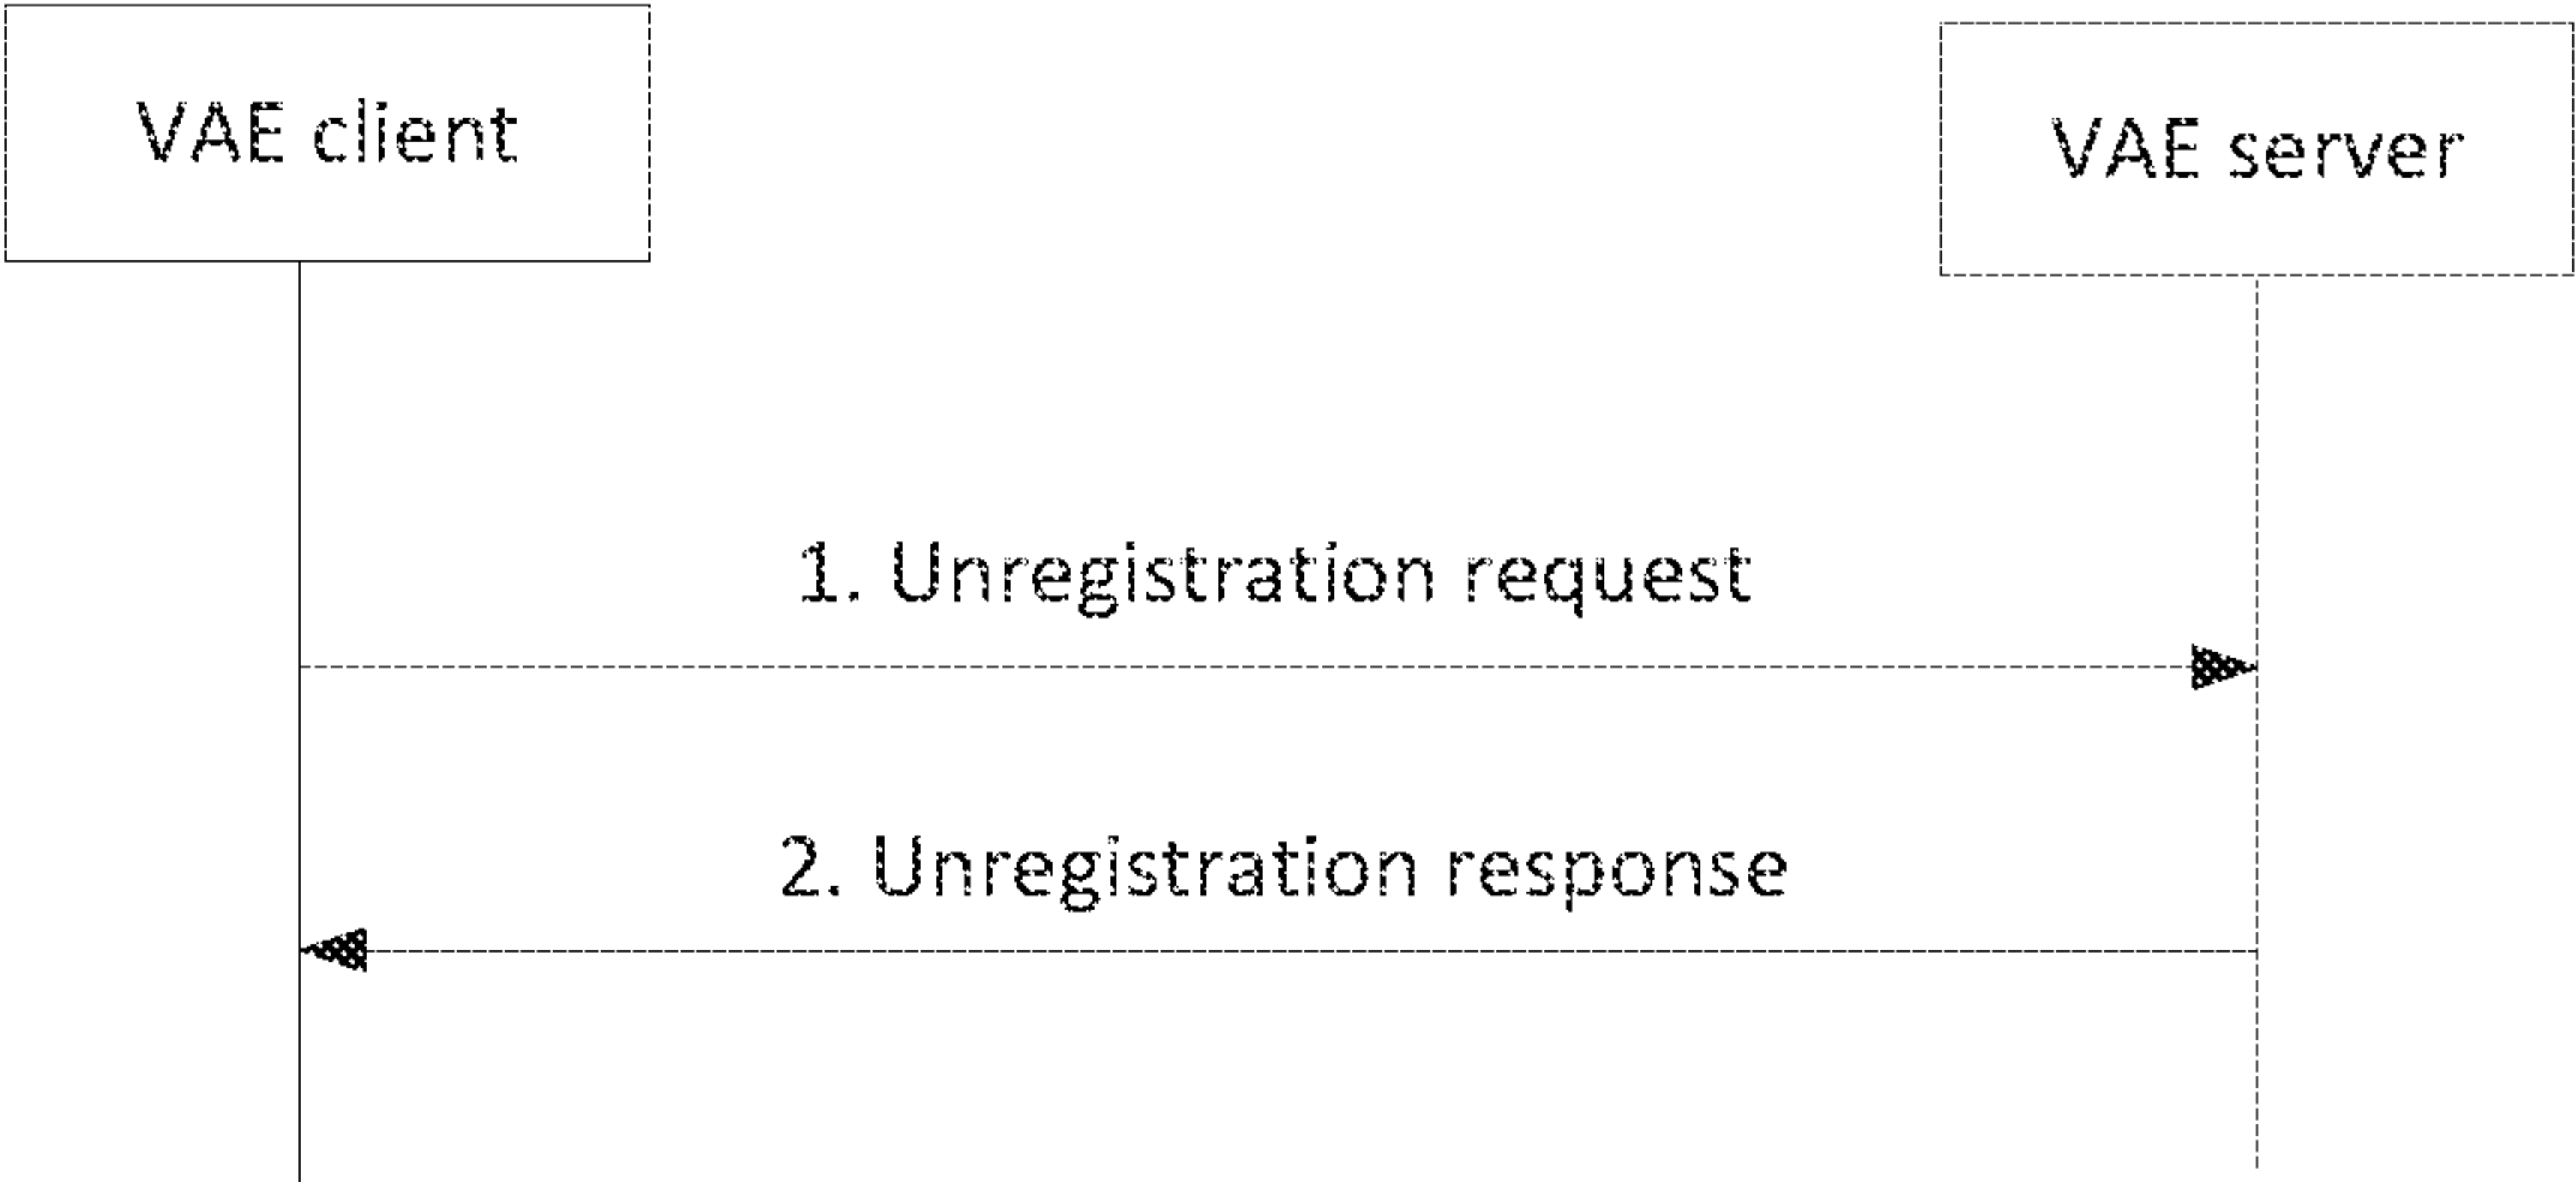 VAE client
VAE server
1. Unregistration request
2. Unregistration response